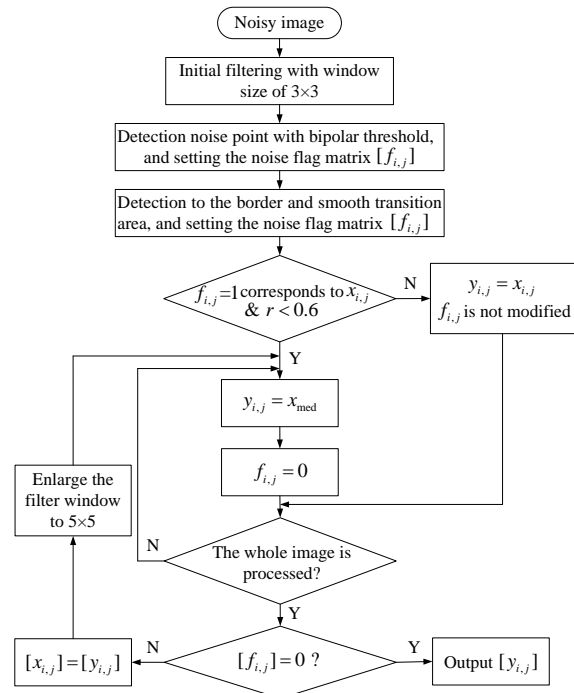 Noisy image
Initial filtering with window
size of 3×3
Detection noise point with bipolar threshold,
and setting the noise flag matrix [f_{i,j}]
Detection to the border and smooth transition
area, and setting the noise flag matrix [f_{i,j}]
f_{i,j}=1 corresponds to x_{i,j}
& r < 0.6
N
y_{i,j} = x_{i,j}
f_{i,j} is not modified
Y
y_{i,j} = x_{med}
f_{i,j} = 0
Enlarge the
filter window
to 5×5
N
The whole image is
processed?
Y
[x_{i,j}]=[y_{i,j}]
N
[f_{i,j}]=0 ?
Y
Output [y_{i,j}]